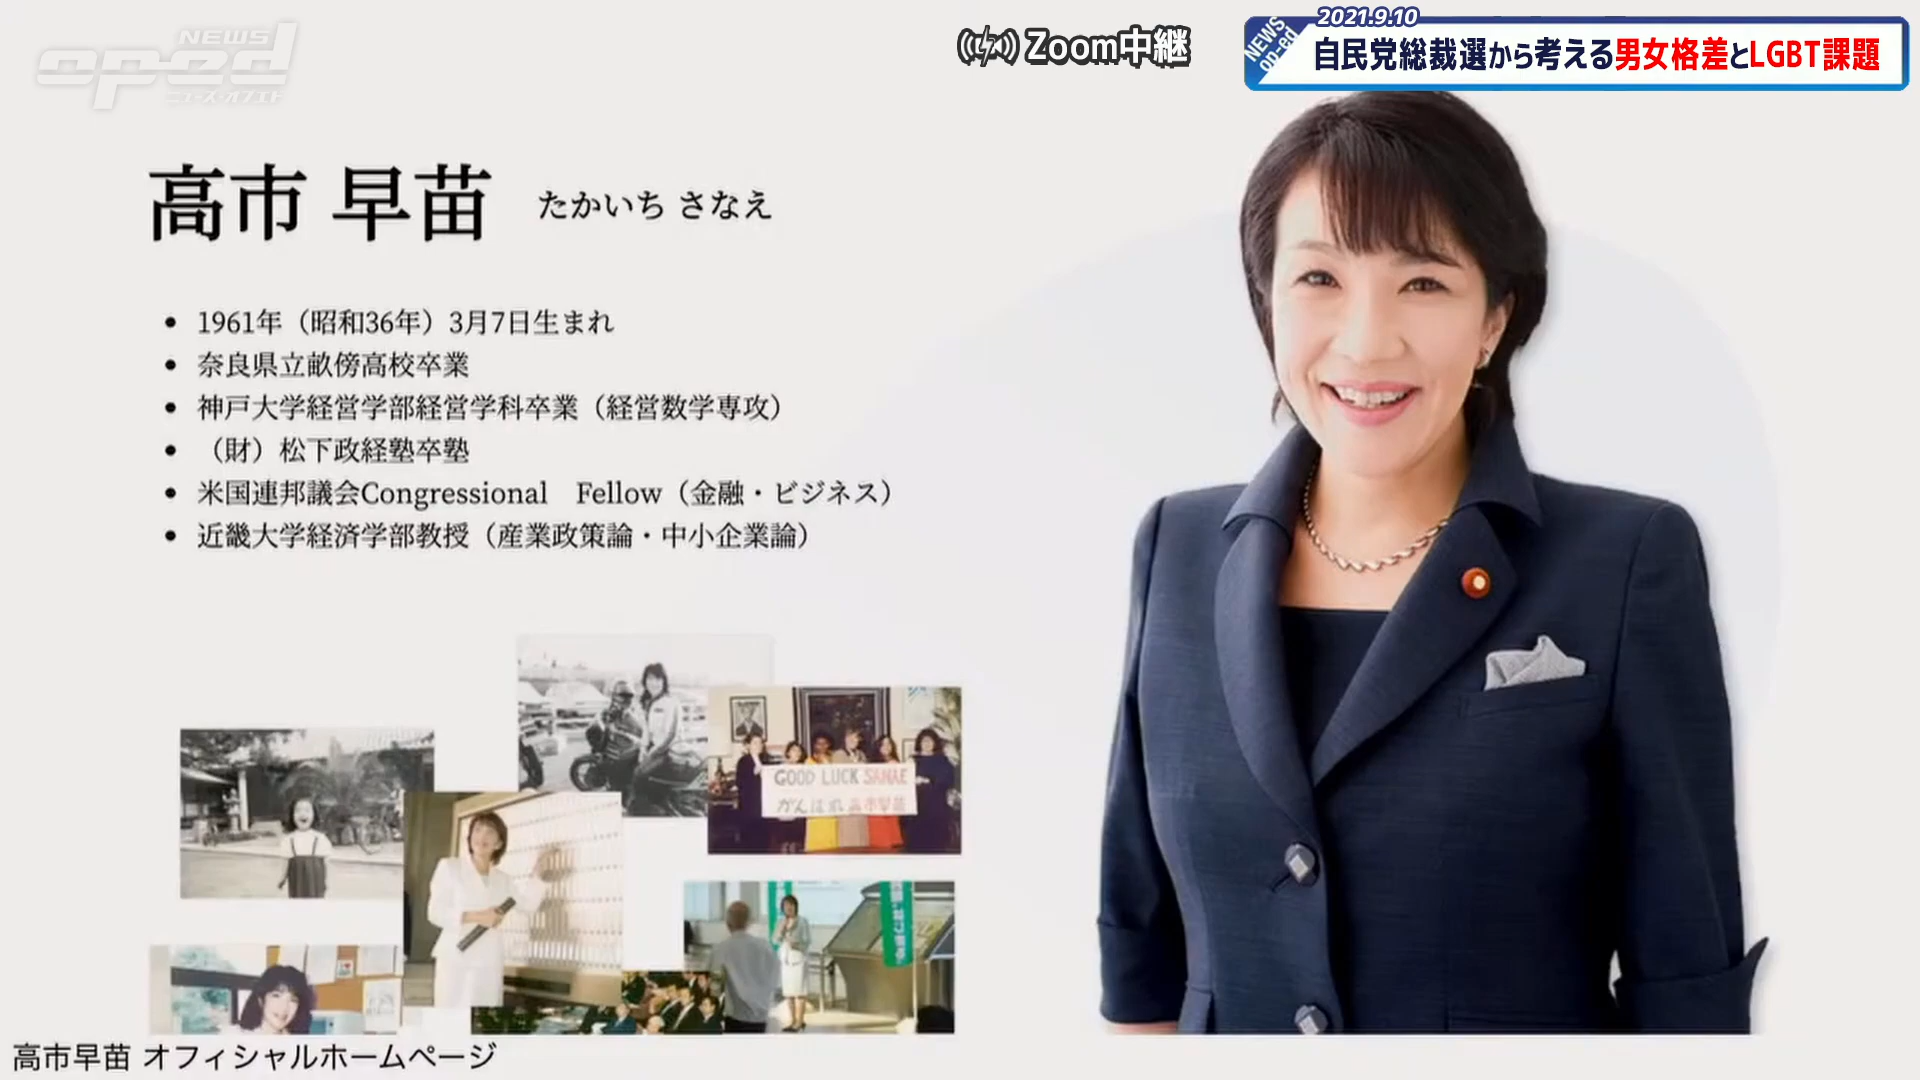 NEWS
oped
ニューズ・オプエド
Zoom中継
2021.9.10
NEWS
op-ed
自民党総裁選から考える男女格差とLGBT課題
高市 早苗 たかいち さなえ
1961年（昭和36年）3月7日生まれ
奈良県立畝傍高校卒業
神戸大学経営学部経営学科卒業（経営数学専攻）
（財）松下政経塾卒塾
米国連邦議会Congressional Fellow（金融・ビジネス）
近畿大学経済学部教授（産業政策論・中小企業論）
GOOD LUCK SANAE
がんばれ 高市早苗
高市早苗 オフィシャルホームページ